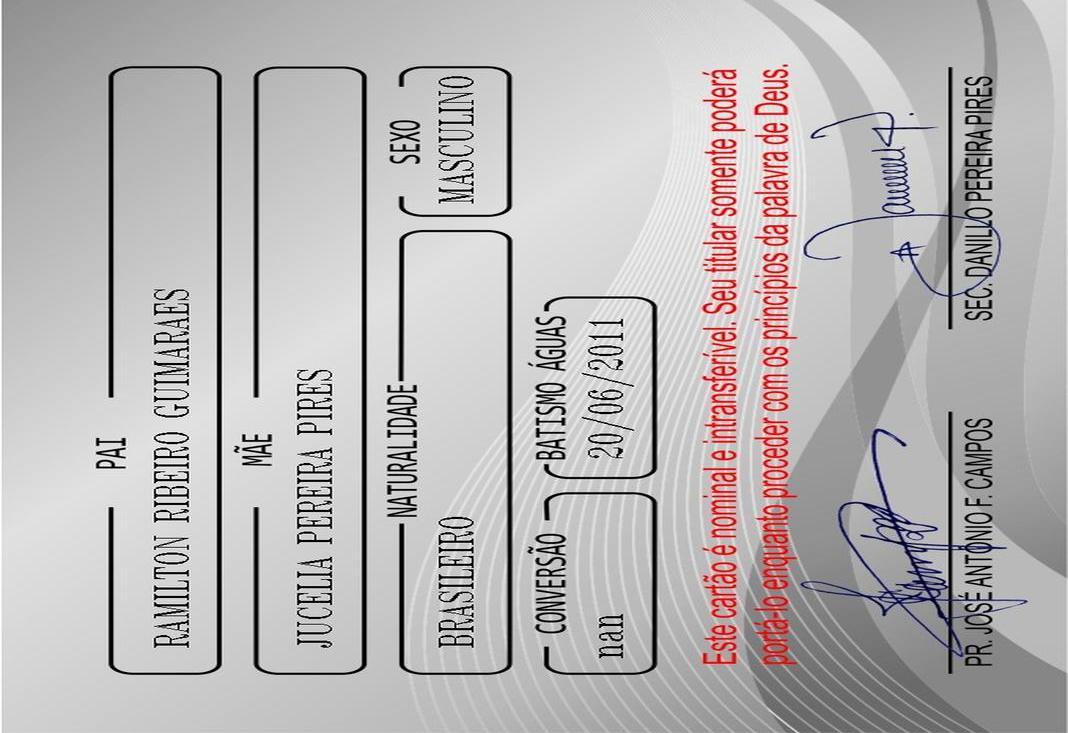 PAI
RAMILTON RIBEIRO GUIMARAES
MÃE
JUCELIA PEREIRA PIRES
NATURALIDADE
BRASILEIRO
SEXO
MASCULINO
CONVERSÃO
nan
BATISMO ÁGUAS
20/06/2011
Este cartão é nominal e intransferível. Seu titular somente poderá
portá-lo enquanto proceder com os princípios da palavra de Deus.
PR. JOSÉ ANTONIO F. CAMPOS
SEC. DANILLO PEREIRA PIRES